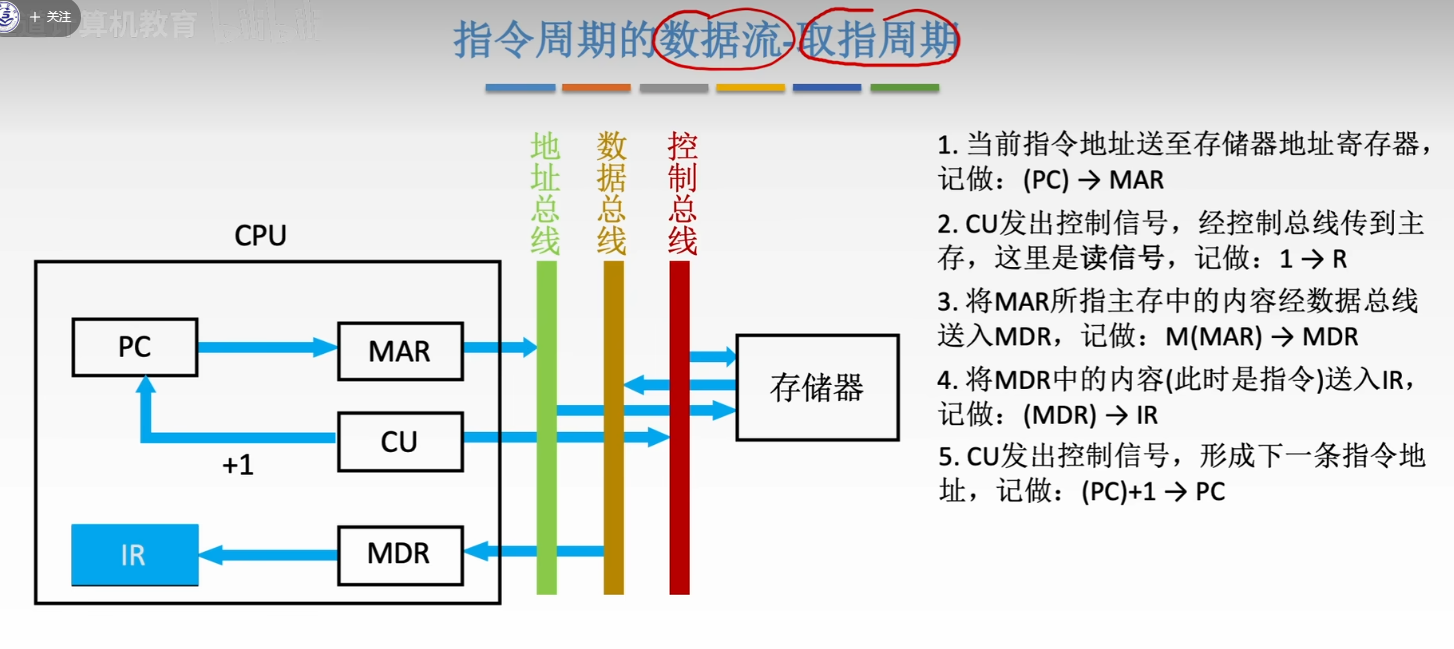 + 关注
算机教育
指令周期的数据流-取指周期
地址总线
数据总线
控制总线
CPU
PC
MAR
CU
+1
IR
MDR
存储器
1. 当前指令地址送至存储器地址寄存器，
记做：(PC) → MAR
2. CU发出控制信号，经控制总线传到主
存，这里是读信号，记做：1 → R
3. 将MAR所指主存中的内容经数据总线
送入MDR，记做：M(MAR) → MDR
4. 将MDR中的内容(此时是指令)送入IR，
记做：(MDR) → IR
5. CU发出控制信号，形成下一条指令地
址，记做：(PC)+1 → PC